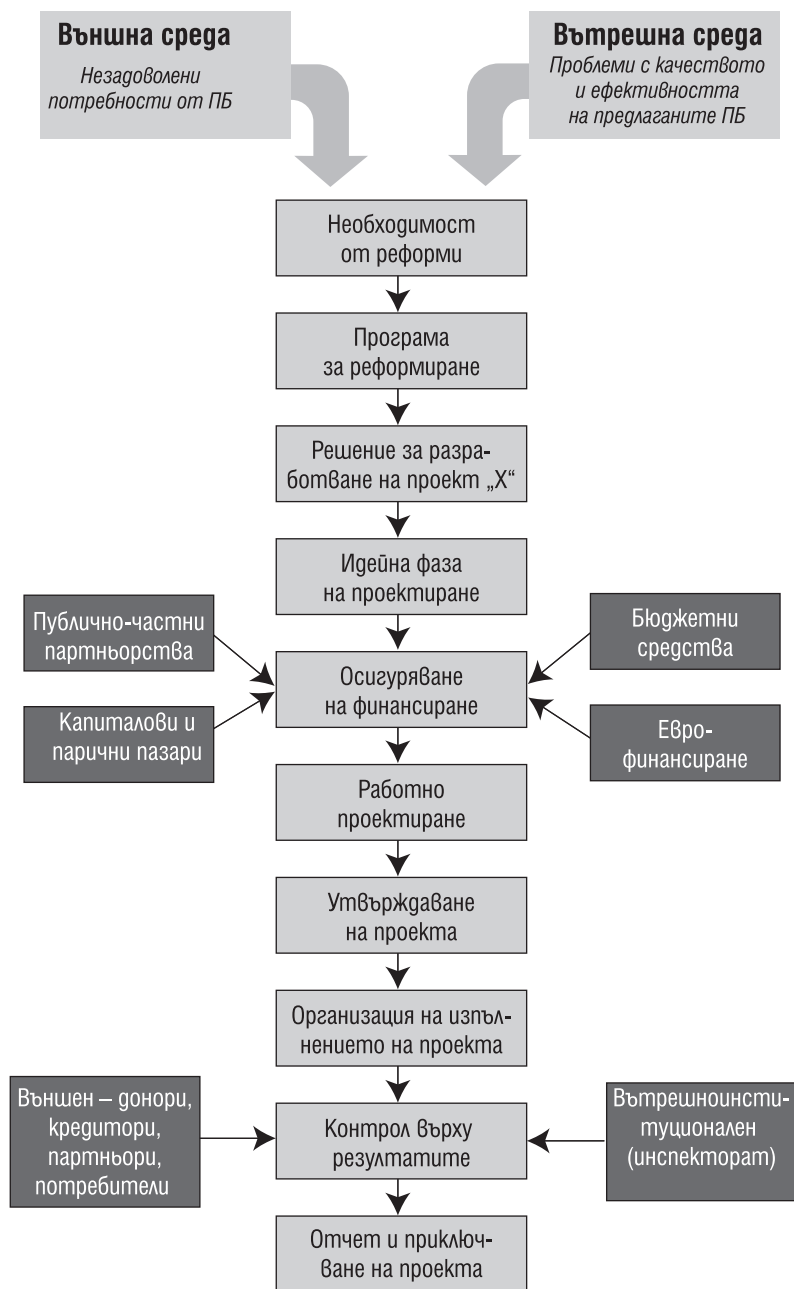 Външна среда
Незадоволени
потребности от ПБ
Вътрешна среда
Проблеми с качеството
и ефективността
на предлаганите ПБ
Необходимост
от реформи
Програма
за реформиране
Решение за разра-
ботване на проект „Х“
Идейна фаза
на проектиране
Публично-частни
партньорства
Бюджетни
средства
Осигуряване
на финансиране
Капиталови и
парични пазари
Евро-
финансиране
Работно
проектиране
Утвърждаване
на проекта
Организация на изпъл-
нението на проекта
Външен – донори,
кредитори,
партньори,
потребители
Контрол върху
резултатите
Вътрешноинсти-
туционален
(инспекторат)
Отчет и приключ-
ване на проекта